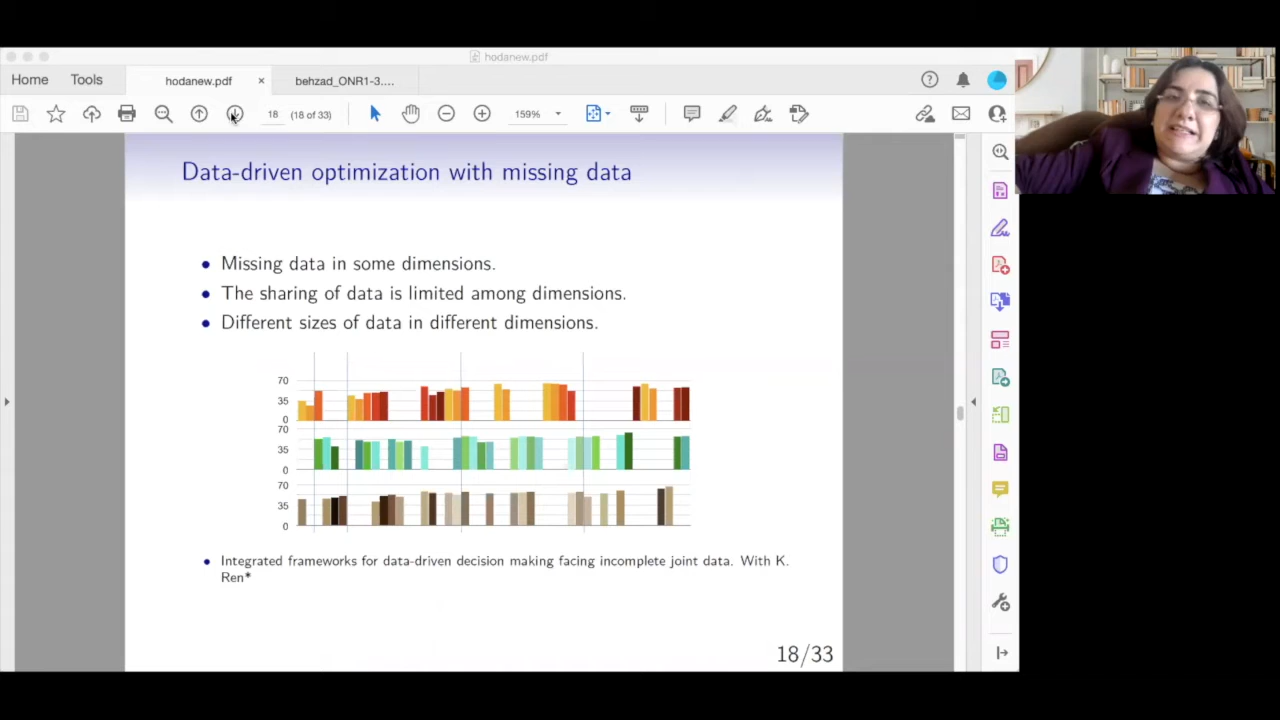 hodanew.pdf
Home Tools hodanew.pdf × behzad_ONR1-3....
18 (18 of 33) 159%
Data-driven optimization with missing data
• Missing data in some dimensions.
• The sharing of data is limited among dimensions.
• Different sizes of data in different dimensions.
70
35
0
70
35
0
70
35
0
• Integrated frameworks for data-driven decision making facing incomplete joint data. With K.
Ren*
18/33